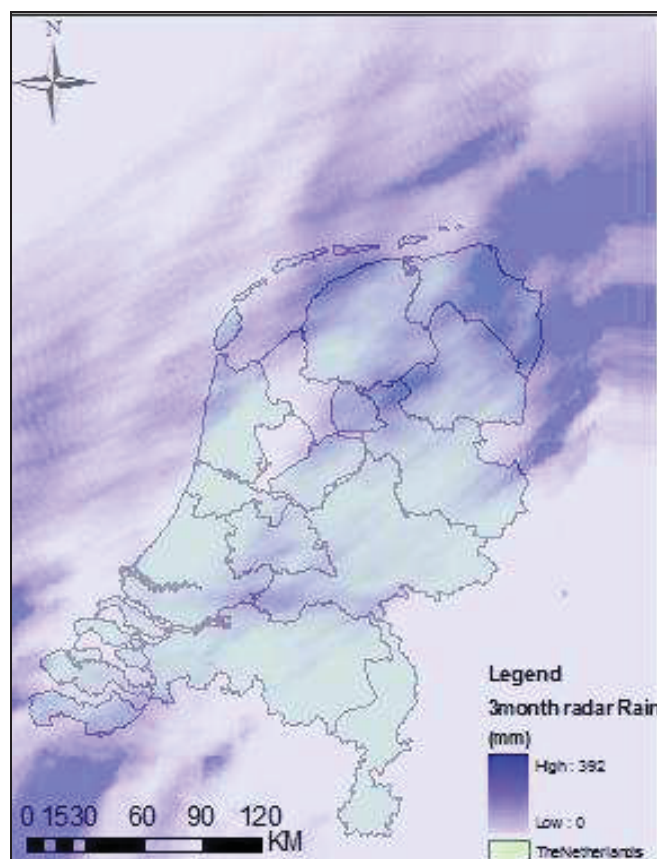 N
Legend
3month radar Rain
(mm)
High : 392
Low : 0
TheNetherlands
0 15 30 60 90 120
KM